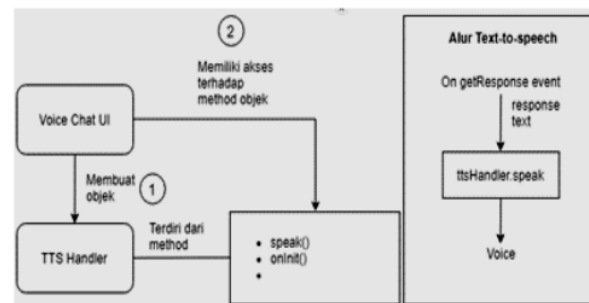 2
Memiliki akses
terhadap
method objek
Voice Chat UI
Membuat
objek
1
TTS Handler
Terdiri dari
method
• speak()
• onInit()
•
Alur Text-to-speech
On getResponse event
response
text
ttsHandler.speak
Voice